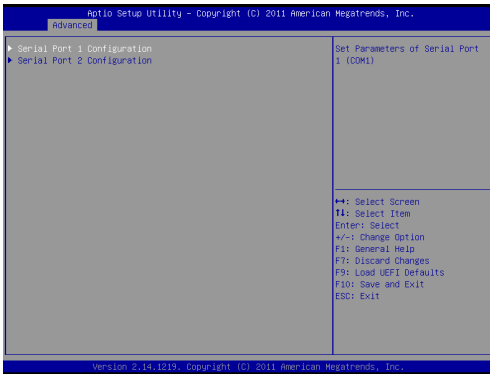 Aptio Setup Utility – Copyright (C) 2011 American Megatrends, Inc.
Advanced
▶ Serial Port 1 Configuration
▶ Serial Port 2 Configuration
Set Parameters of Serial Port
1 (COM1)
↔: Select Screen
↑↓: Select Item
Enter: Select
+/-: Change Option
F1: General Help
F7: Discard Changes
F9: Load UEFI Defaults
F10: Save and Exit
ESC: Exit
Version 2.14.1219. Copyright (C) 2011 American Megatrends, Inc.